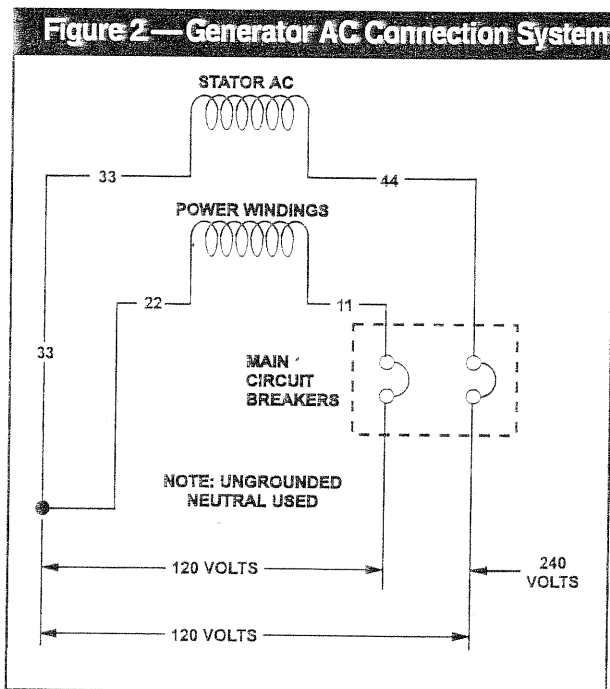 Figure 2 — Generator AC Connection System
STATOR AC
33
44
POWER WINDINGS
22
11
33
MAIN
CIRCUIT
BREAKERS
NOTE: UNGROUNDED
NEUTRAL USED
120 VOLTS
240
VOLTS
120 VOLTS